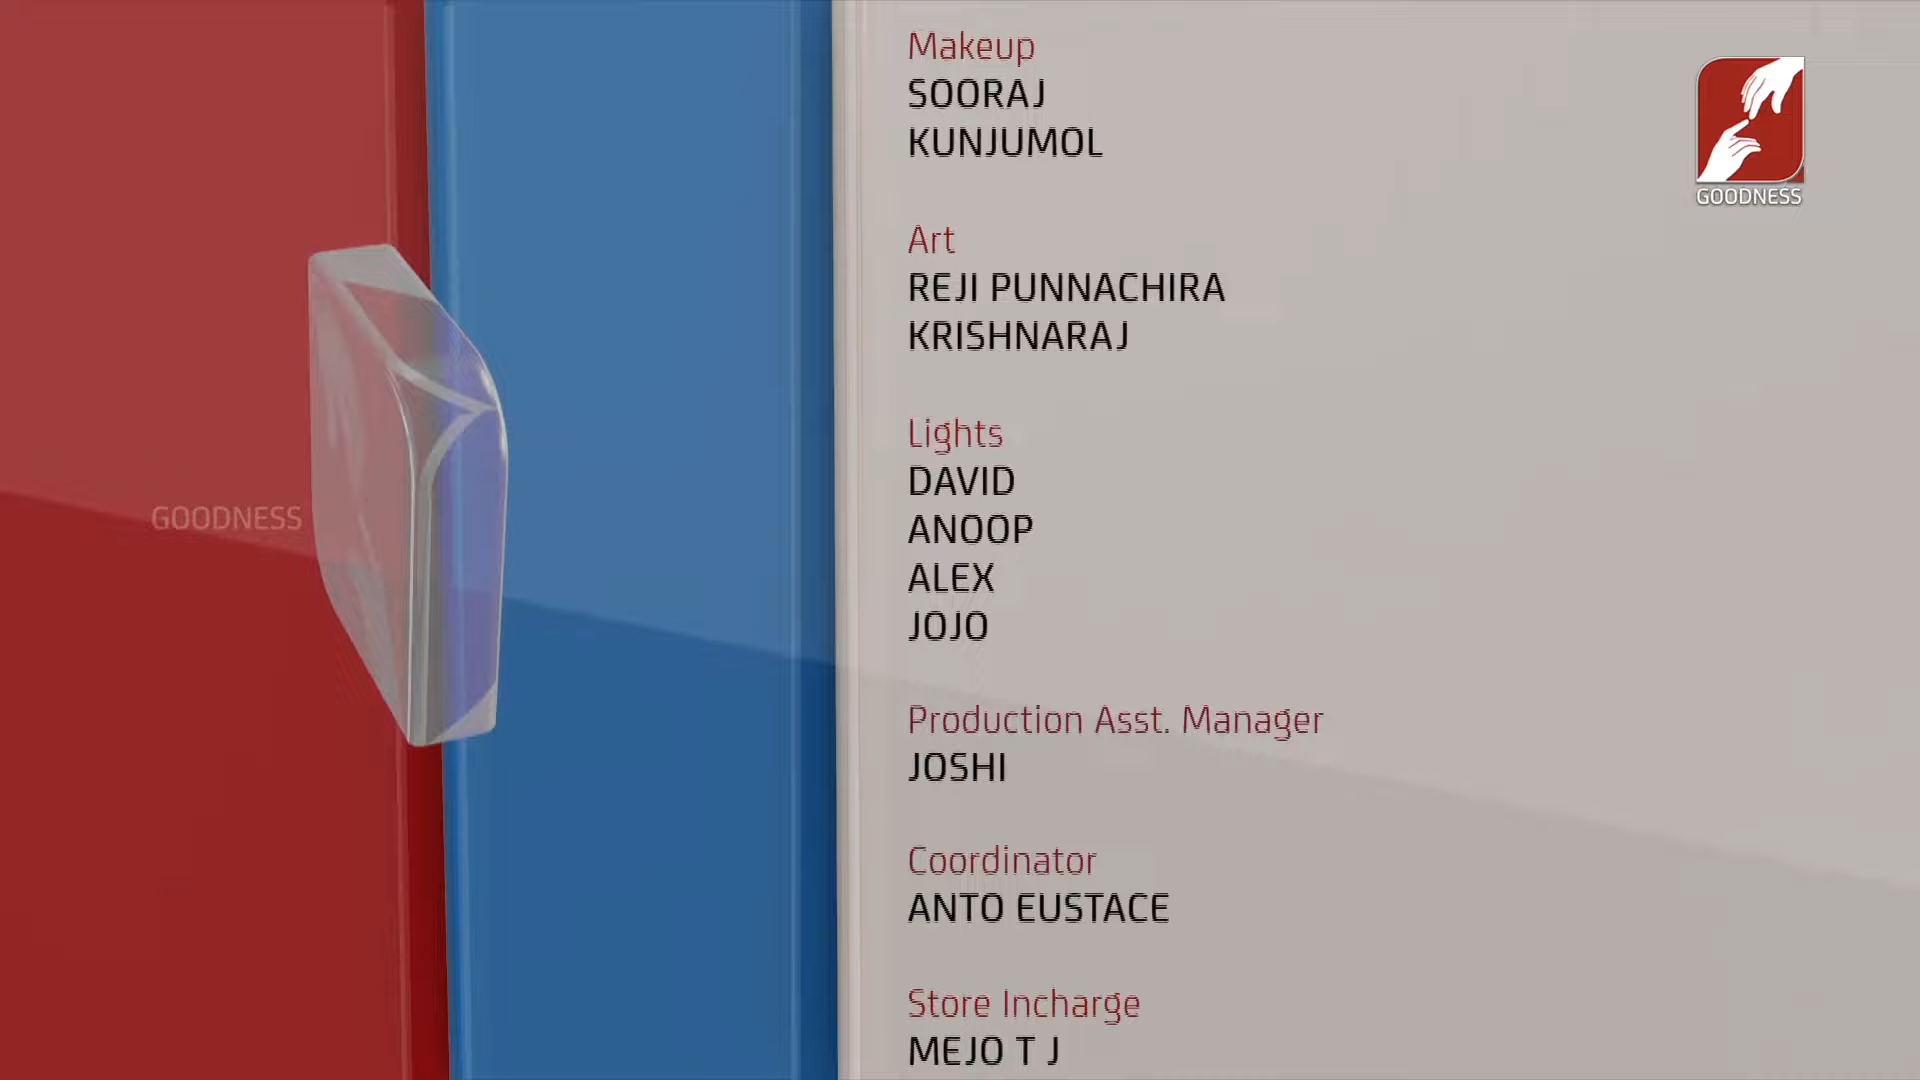 Makeup
SOORAJ
KUNJUMOL
Art
REJI PUNNACHIRA
KRISHNARAJ
Lights
DAVID
ANOOP
ALEX
JOJO
Production Asst. Manager
JOSHI
Coordinator
ANTO EUSTACE
Store Incharge
MEJO T J
GOODNESS
GOODNESS